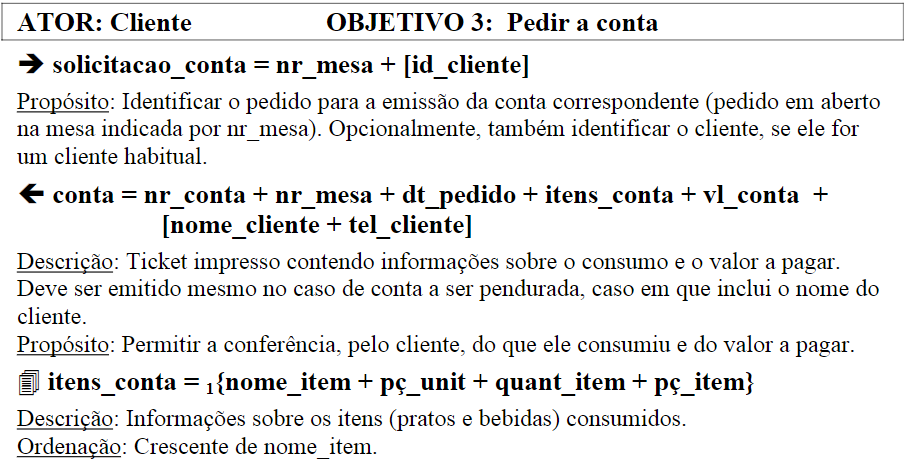 ATOR: Cliente OBJETIVO 3: Pedir a conta
➔ solicitacao_conta = nr_mesa + [id_cliente]
Propósito: Identificar o pedido para a emissão da conta correspondente (pedido em aberto
na mesa indicada por nr_mesa). Opcionalmente, também identificar o cliente, se ele for
um cliente habitual.
🡸 conta = nr_conta + nr_mesa + dt_pedido + itens_conta + vl_conta +
[nome_cliente + tel_cliente]
Descrição: Ticket impresso contendo informações sobre o consumo e o valor a pagar.
Deve ser emitido mesmo no caso de conta a ser pendurada, caso em que inclui o nome do
cliente.
Propósito: Permitir a conferência, pelo cliente, do que ele consumiu e do valor a pagar.
itens_conta = ₁{nome_item + pç_unit + quant_item + pç_item}
Descrição: Informações sobre os itens (pratos e bebidas) consumidos.
Ordenação: Crescente de nome_item.